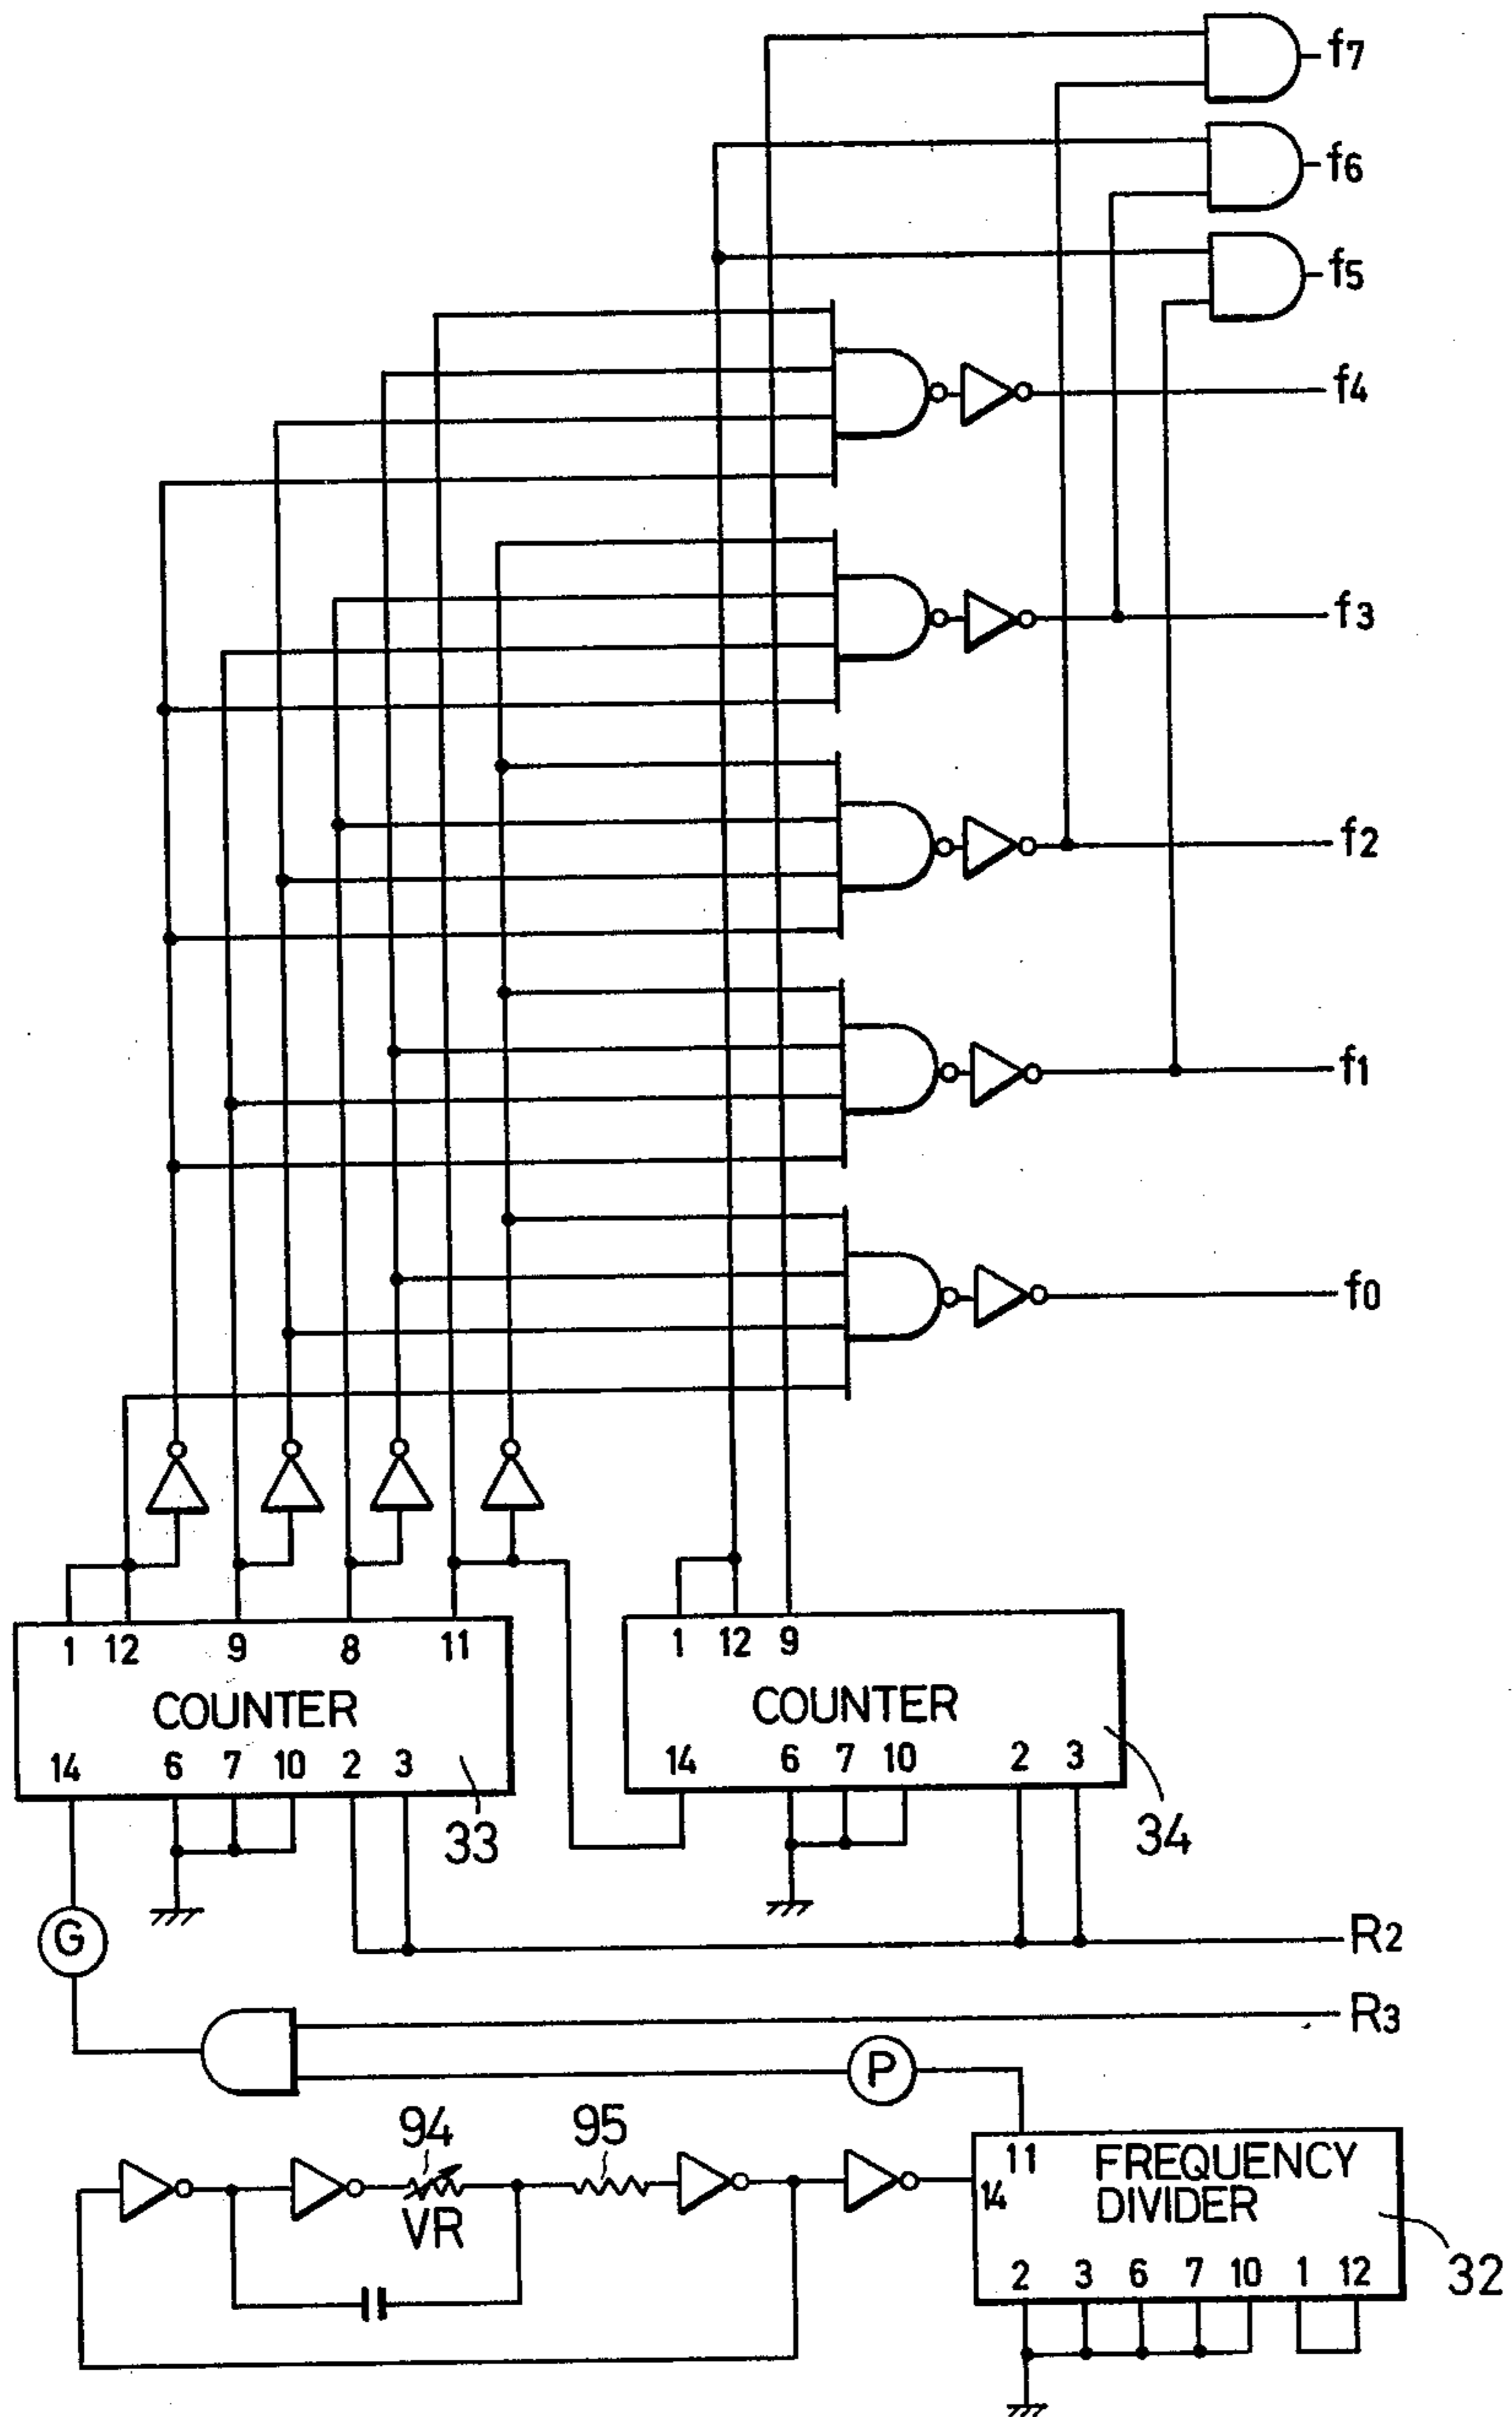 f7
f6
f5
f4
f3
f2
f1
f0
1 12 9 8 11
COUNTER
14 6 7 10 2 3
33
1 12 9
COUNTER
14 6 7 10 2 3
34
G
R2
R3
P
94
VR
95
11
14
FREQUENCY
DIVIDER
2 3 6 7 10 1 12
32